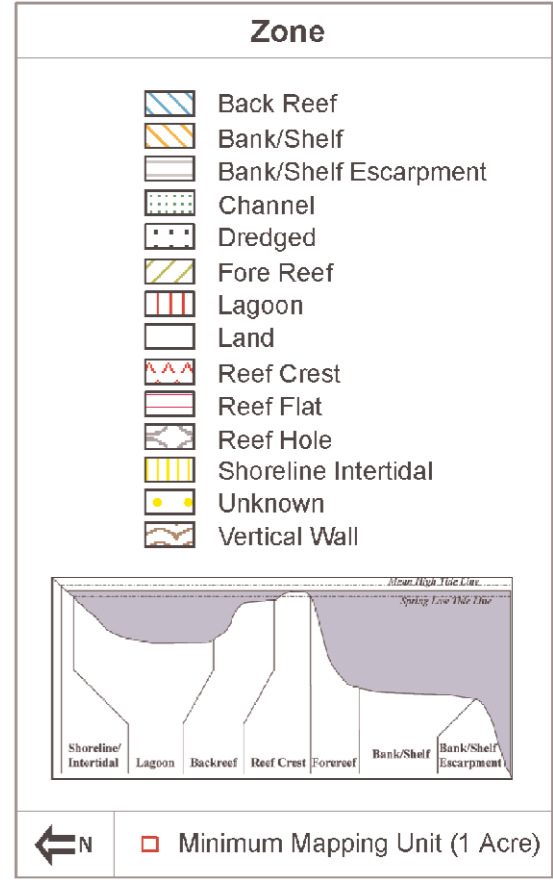 Zone
Back Reef
Bank/Shelf
Bank/Shelf Escarpment
Channel
Dredged
Fore Reef
Lagoon
Land
Reef Crest
Reef Flat
Reef Hole
Shoreline Intertidal
Unknown
Vertical Wall
Mean High Tide Line
Spring Low Tide Line
Shoreline/
Intertidal
Lagoon
Backreef
Reef Crest
Forereef
Bank/Shelf
Bank/Shelf
Escarpment
N
Minimum Mapping Unit (1 Acre)